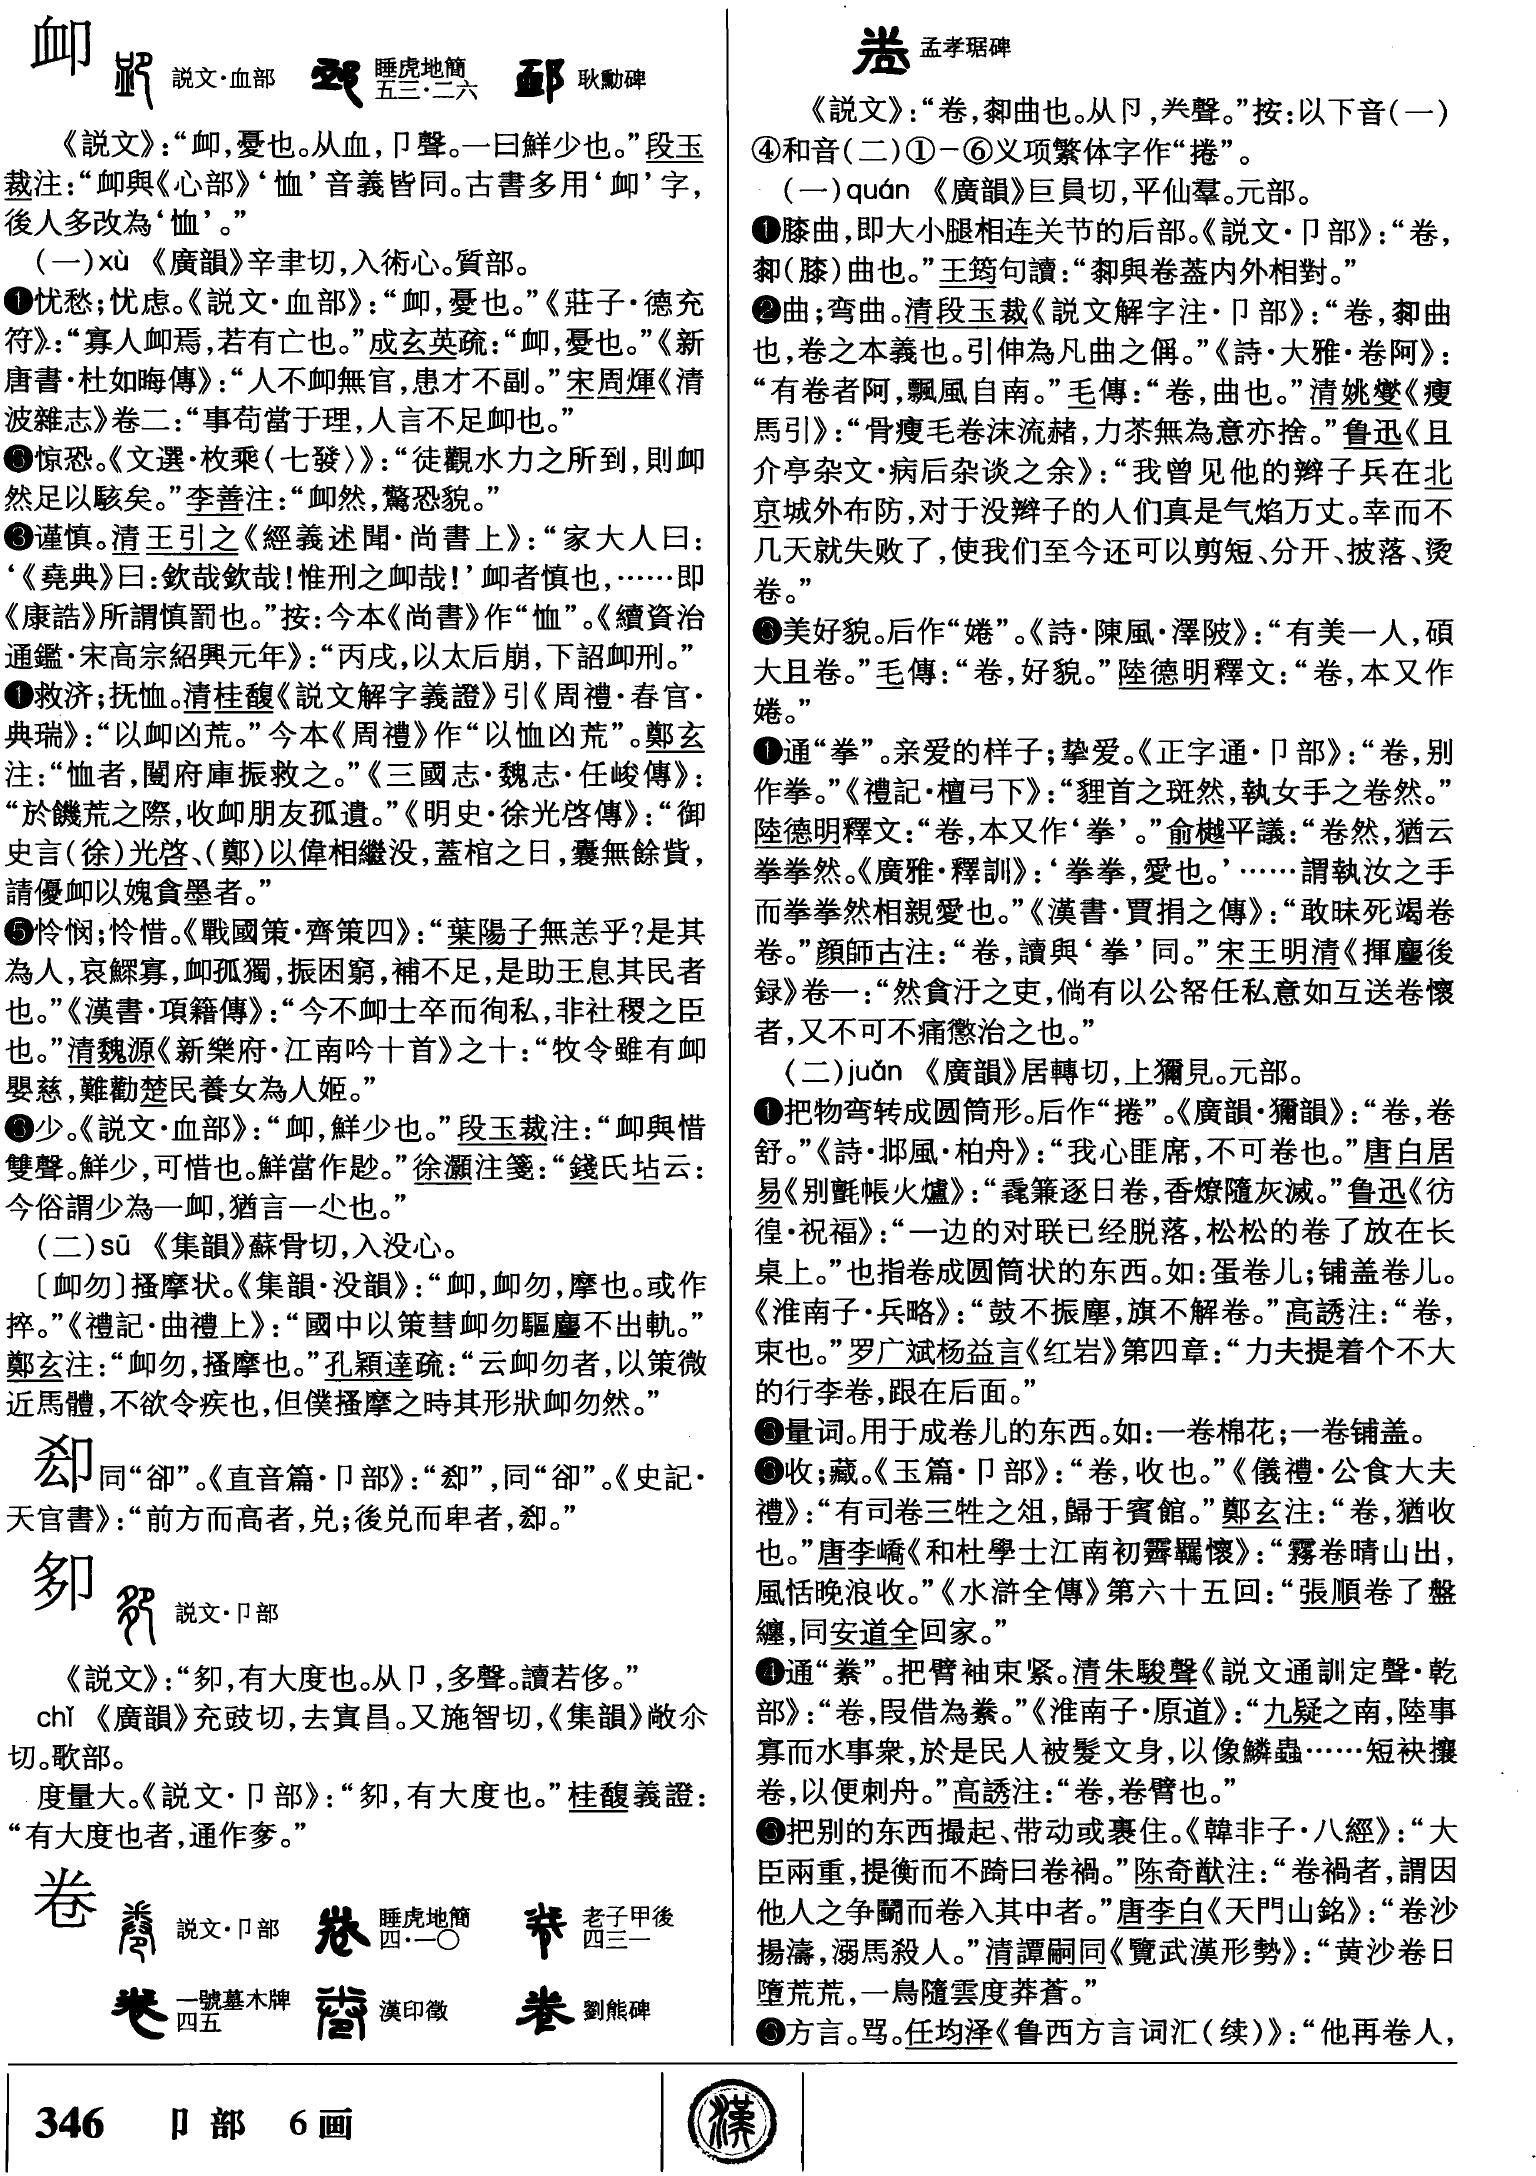 卹
説文·血部
睡虎地簡
五三·二六
耿勳碑
《説文》：“卹，憂也。从血，卩聲。一曰鮮少也。”段玉
裁注：“卹與《心部》‘恤’音義皆同。古書多用‘卹’字，
後人多改為‘恤’。”
（一）xù　《廣韻》辛聿切，入術心。質部。
❶忧愁；忧虑。《説文·血部》：“卹，憂也。”《莊子·德充
符》：“寡人卹焉，若有亡也。”成玄英疏：“卹，憂也。”《新
唐書·杜如晦傳》：“人不卹無官，患才不副。”宋周煇《清
波雜志》卷二：“事苟當于理，人言不足卹也。”
❷惊恐。《文選·枚乘〈七發〉》：“徒觀水力之所到，則卹
然足以駭矣。”李善注：“卹然，驚恐貌。”
❸谨慎。清王引之《經義述聞·尚書上》：“家大人曰：
‘《堯典》曰：欽哉欽哉！惟刑之卹哉！’卹者慎也，……即
《康誥》所謂慎罰也。”按：今本《尚書》作“恤”。《續資治
通鑑·宋高宗紹興元年》：“丙戌，以太后崩，下詔卹刑。”
❹救济；抚恤。清桂馥《説文解字義證》引《周禮·春官·
典瑞》：“以卹凶荒。”今本《周禮》作“以恤凶荒”。鄭玄
注：“恤者，闓府庫振救之。”《三國志·魏志·任峻傳》：
“於饑荒之際，收卹朋友孤遺。”《明史·徐光啓傳》：“御
史言（徐）光啓、（鄭）以偉相繼没，蓋棺之日，囊無餘貲，
請優卹以媿貪墨者。”
❺怜悯；怜惜。《戰國策·齊策四》：“葉陽子無恙乎？是其
為人，哀鰥寡，卹孤獨，振困窮，補不足，是助王息其民者
也。”《漢書·項籍傳》：“今不卹士卒而徇私，非社稷之臣
也。”清魏源《新樂府·江南吟十首》之十：“牧令雖有卹
嬰慈，難勸楚民養女為人姬。”
❻少。《説文·血部》：“卹，鮮少也。”段玉裁注：“卹與惜
雙聲。鮮少，可惜也。鮮當作尟。”徐灝注箋：“錢氏坫云：
今俗謂少為一卹，猶言一尐也。”
（二）sū　《集韻》蘇骨切，入没心。
〔卹勿〕搔摩状。《集韻·没韻》：“卹，卹勿，摩也。或作
捽。”《禮記·曲禮上》：“國中以策彗卹勿驅塵不出軌。”
鄭玄注：“卹勿，搔摩也。”孔穎達疏：“云卹勿者，以策微
近馬體，不欲令疾也，但僕搔摩之時其形狀卹勿然。”
卻同“卻”。《直音篇·卩部》：“卻”，同“卻”。《史記·
天官書》：“前方而高者，兑；後兑而卑者，卻。”
卶
説文·卩部
《説文》：“卶，有大度也。从卩，多聲。讀若侈。”
chǐ　《廣韻》充豉切，去寘昌。又施智切，《集韻》敞尒
切。歌部。
度量大。《説文·卩部》：“卶，有大度也。”桂馥義證：
“有大度也者，通作奓。”
卷
説文·卩部
睡虎地簡
四·一〇
老子甲後
四三一
一號墓木牌
四五
漢印徵
劉熊碑
孟孝琚碑
《説文》：“卷，厀曲也。从卩，𠔉聲。”按：以下音（一）
④和音（二）①－⑥义项繁体字作“捲”。
（一）quán　《廣韻》巨員切，平仙羣。元部。
❶膝曲，即大小腿相连关节的后部。《説文·卩部》：“卷，
厀（膝）曲也。”王筠句讀：“厀與卷蓋内外相對。”
❷曲；弯曲。清段玉裁《説文解字注·卩部》：“卷，厀曲
也，卷之本義也。引伸為凡曲之偁。”《詩·大雅·卷阿》：
“有卷者阿，飄風自南。”毛傳：“卷，曲也。”清姚燮《瘦
馬引》：“骨瘦毛卷沫流赭，力苶無為意亦捨。”鲁迅《且
介亭杂文·病后杂谈之余》：“我曾见他的辫子兵在北
京城外布防，对于没辫子的人们真是气焰万丈。幸而不
几天就失败了，使我们至今还可以剪短、分开、披落、烫
卷。”
❸美好貌。后作“婘”。《詩·陳風·澤陂》：“有美一人，碩
大且卷。”毛傳：“卷，好貌。”陸德明釋文：“卷，本又作
婘。”
❹通“拳”。亲爱的样子；挚爱。《正字通·卩部》：“卷，别
作拳。”《禮記·檀弓下》：“貍首之斑然，執女手之卷然。”
陸德明釋文：“卷，本又作‘拳’。”俞樾平議：“卷然，猶云
拳拳然。《廣雅·釋訓》：‘拳拳，愛也。’……謂執汝之手
而拳拳然相親愛也。”《漢書·賈捐之傳》：“敢昧死竭卷
卷。”顔師古注：“卷，讀與‘拳’同。”宋王明清《揮麈後
録》卷一：“然貪汙之吏，倘有以公帑任私意如互送卷懷
者，又不可不痛懲治之也。”
（二）juǎn　《廣韻》居轉切，上獮見。元部。
❶把物弯转成圆筒形。后作“捲”。《廣韻·獮韻》：“卷，卷
舒。”《詩·邶風·柏舟》：“我心匪席，不可卷也。”唐白居
易《别氈帳火爐》：“毳簾逐日卷，香燎隨灰滅。”鲁迅《彷
徨·祝福》：“一边的对联已经脱落，松松的卷了放在长
桌上。”也指卷成圆筒状的东西。如：蛋卷儿；铺盖卷儿。
《淮南子·兵略》：“鼓不振塵，旗不解卷。”高誘注：“卷，
束也。”罗广斌杨益言《红岩》第四章：“力夫提着个不大
的行李卷，跟在后面。”
❷量词。用于成卷儿的东西。如：一卷棉花；一卷铺盖。
❸收；藏。《玉篇·卩部》：“卷，收也。”《儀禮·公食大夫
禮》：“有司卷三牲之俎，歸于賓館。”鄭玄注：“卷，猶收
也。”唐李嶠《和杜學士江南初霽羈懷》：“霧卷晴山出，
風恬晚浪收。”《水滸全傳》第六十五回：“張順卷了盤
纏，同安道全回家。”
❹通“絭”。把臂袖束紧。清朱駿聲《説文通訓定聲·乾
部》：“卷，叚借為絭。”《淮南子·原道》：“九疑之南，陸事
寡而水事衆，於是民人被髮文身，以像鱗蟲……短袂攘
卷，以便刺舟。”高誘注：“卷，卷臂也。”
❺把别的东西撮起、带动或裹住。《韓非子·八經》：“大
臣兩重，提衡而不踦曰卷禍。”陈奇猷注：“卷禍者，謂因
他人之争鬭而卷入其中者。”唐李白《天門山銘》：“卷沙
揚濤，溺馬殺人。”清譚嗣同《覽武漢形勢》：“黄沙卷日
墮荒荒，一鳥隨雲度莽蒼。”
❻方言。骂。任均泽《鲁西方言词汇（续）》：“他再卷人，
346　卩部　6画
漢